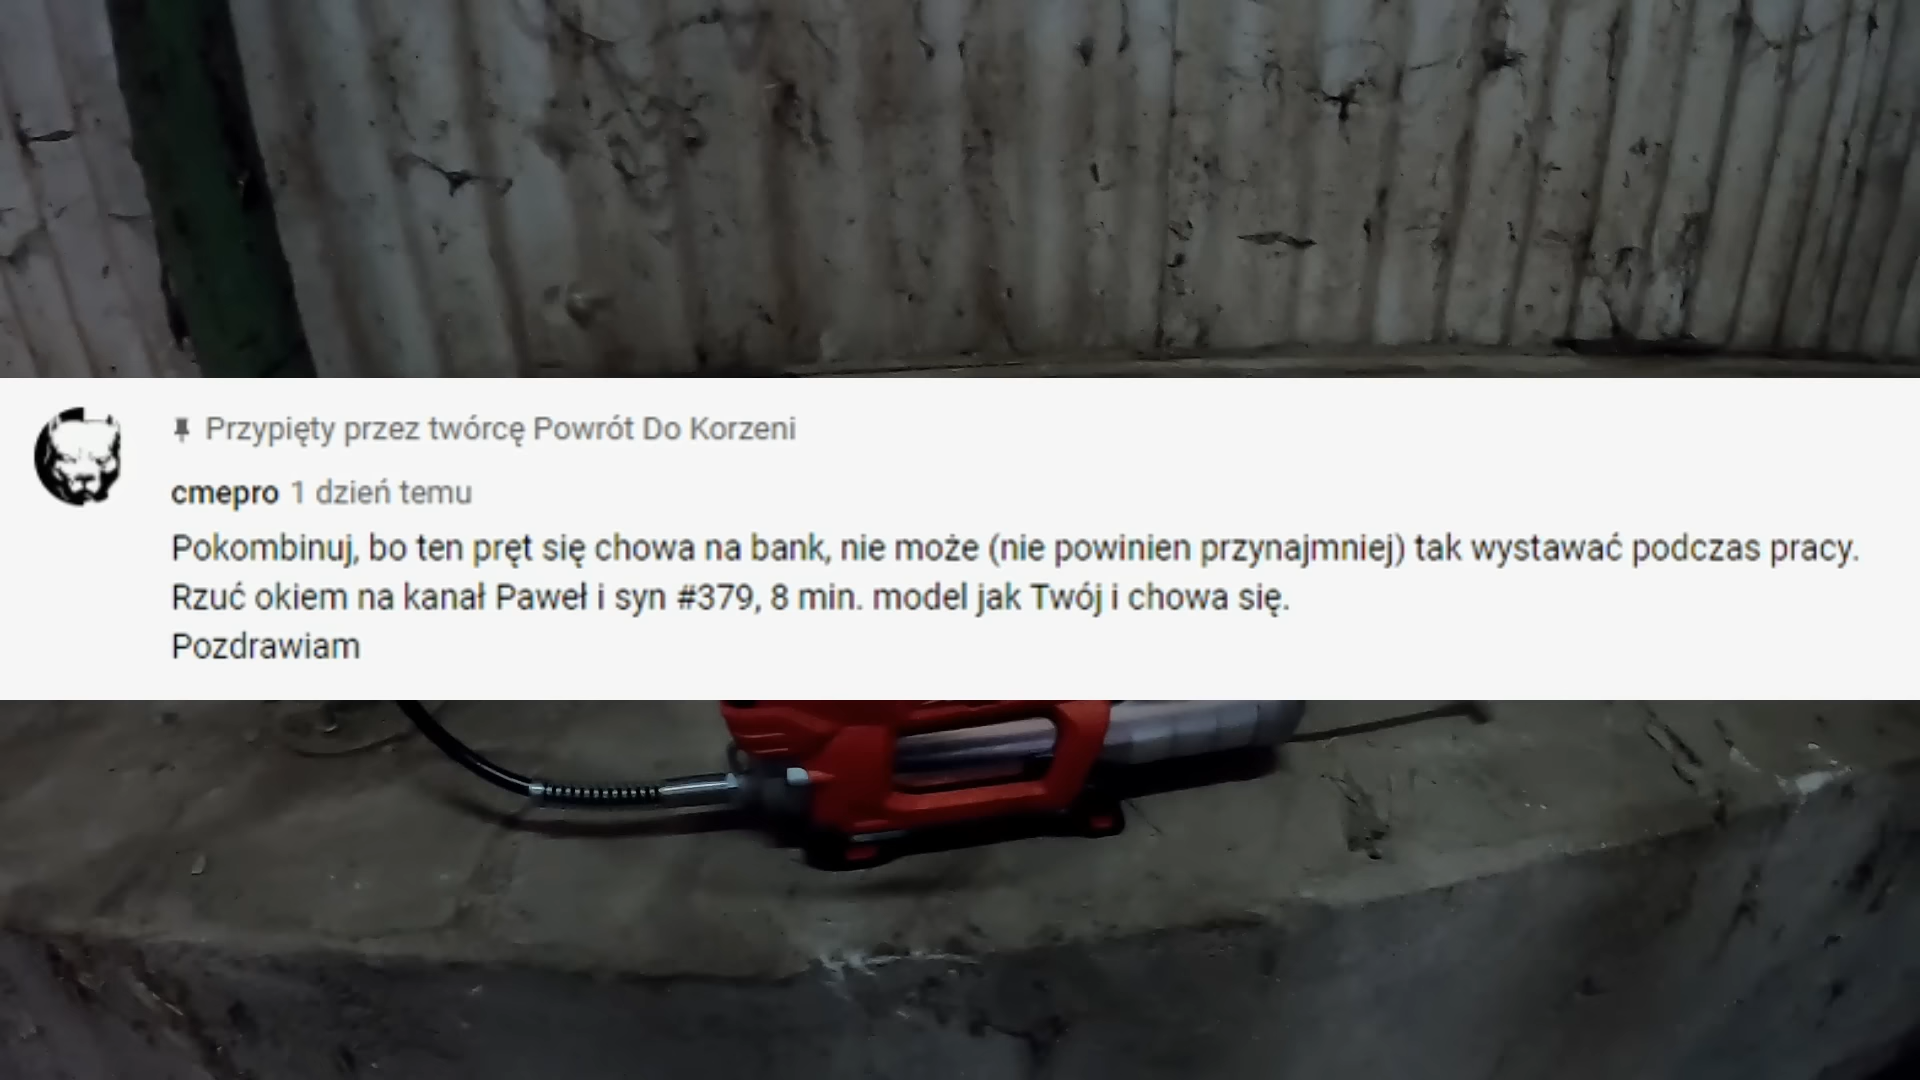 Przypięty przez twórcę Powrót Do Korzeni
cmepro 1 dzień temu
Pokombinuj, bo ten pręt się chowa na bank, nie może (nie powinien przynajmniej) tak wystawać podczas pracy.
Rzuć okiem na kanał Paweł i syn #379, 8 min. model jak Twój i chowa się.
Pozdrawiam